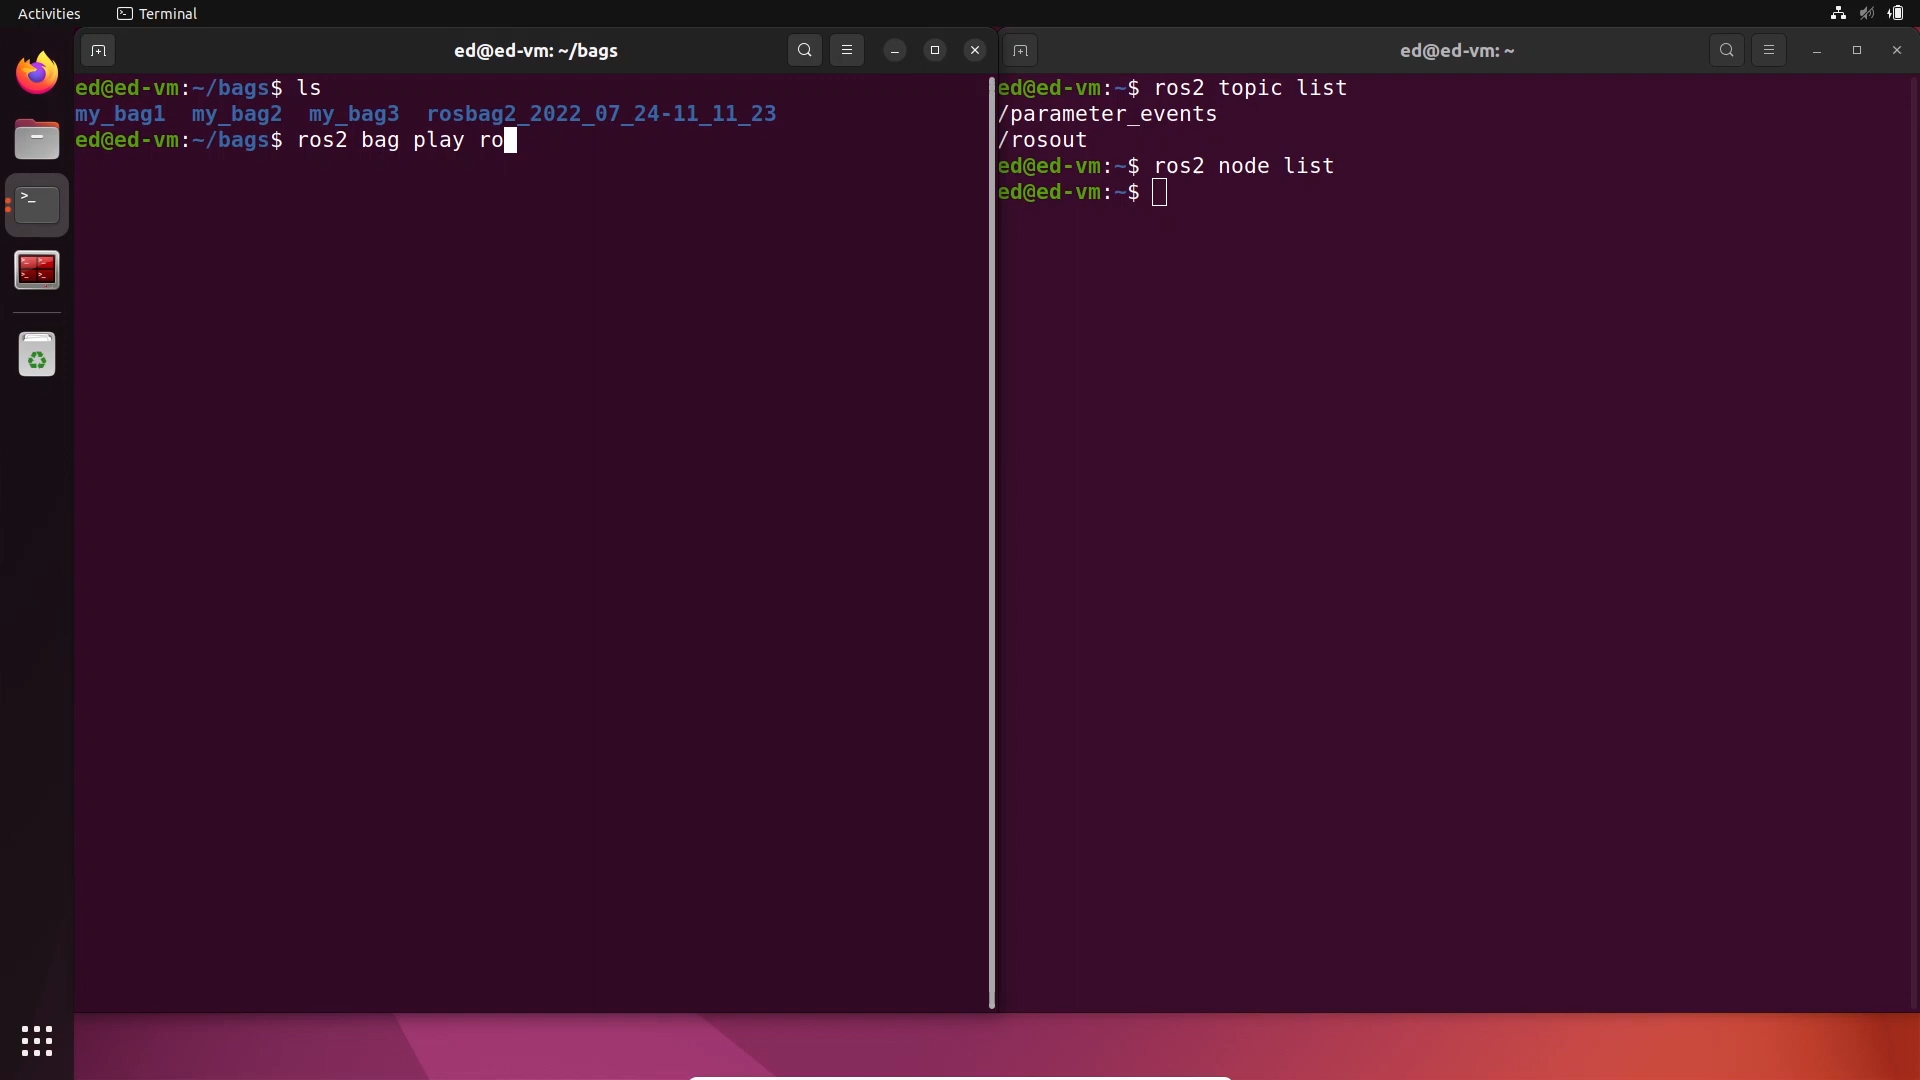 Activities Terminal
ed@ed-vm: ~/bags
ed@ed-vm:~/bags$ ls
my_bag1 my_bag2 my_bag3 rosbag2_2022_07_24-11_11_23
ed@ed-vm:~/bags$ ros2 bag play ro
ed@ed-vm: ~
ed@ed-vm:~$ ros2 topic list
/parameter_events
/rosout
ed@ed-vm:~$ ros2 node list
ed@ed-vm:~$